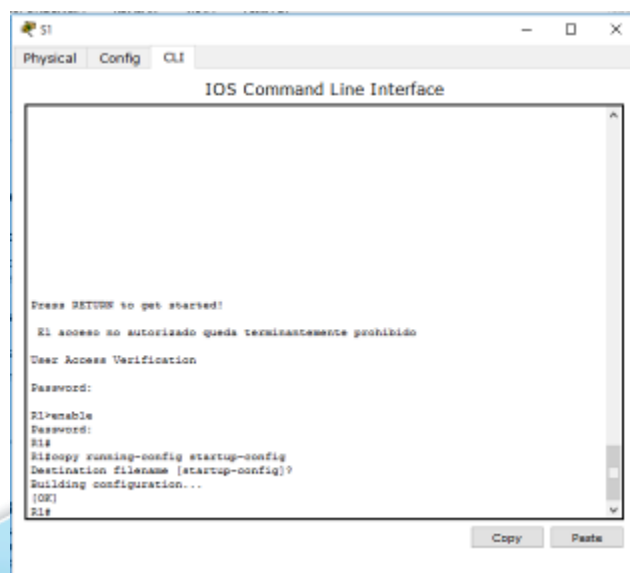 S1
Physical Config CLI
IOS Command Line Interface
Press RETURN to get started!
El acceso no autorizado queda terminantemente prohibido
User Access Verification
Password:
R1>enable
Password:
R1#
R1#copy running-config startup-config
Destination filename [startup-config]?
Building configuration...
[OK]
R1#
Copy Paste